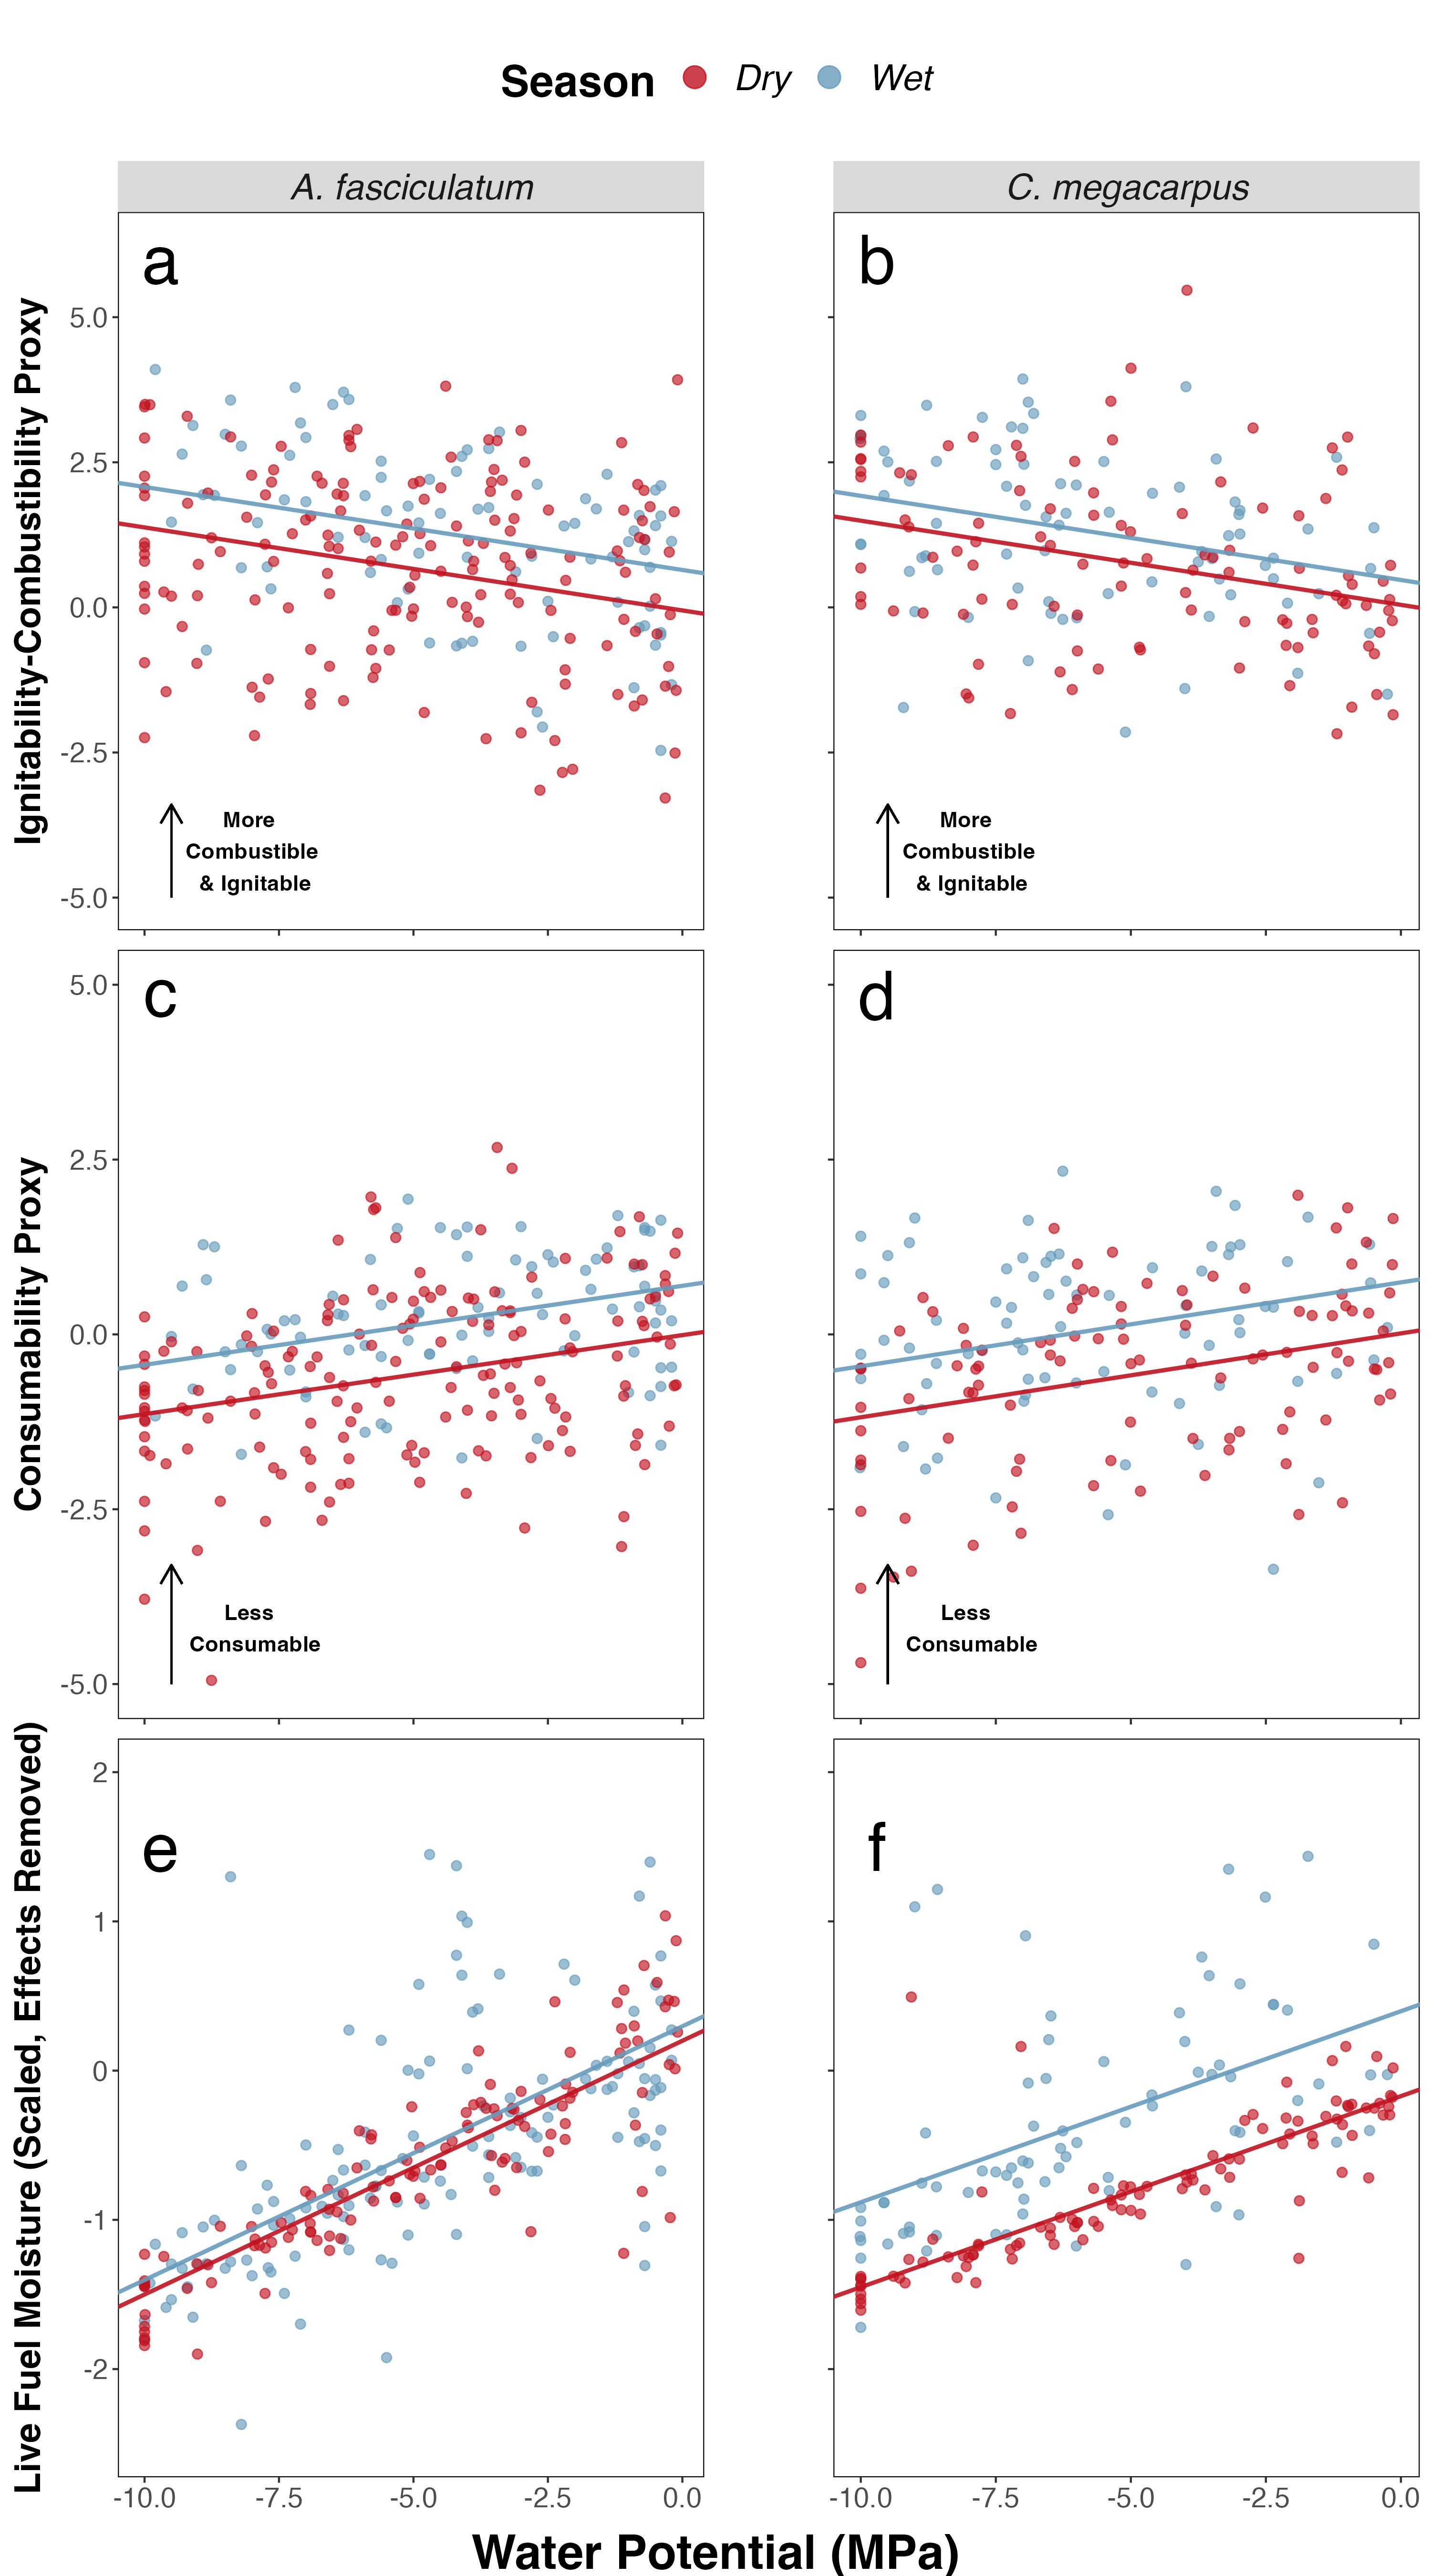 Season Dry Wet
A. fasciculatum
C. megacarpus
Ignitability-Combustibility Proxy
a
b
5.0
2.5
0.0
-2.5
-5.0
More
Combustible
& Ignitable
More
Combustible
& Ignitable
Consumability Proxy
c
d
5.0
2.5
0.0
-2.5
-5.0
Less
Consumable
Less
Consumable
Live Fuel Moisture (Scaled, Effects Removed)
e
f
2
1
0
-1
-2
-10.0 -7.5 -5.0 -2.5 0.0
-10.0 -7.5 -5.0 -2.5 0.0
Water Potential (MPa)